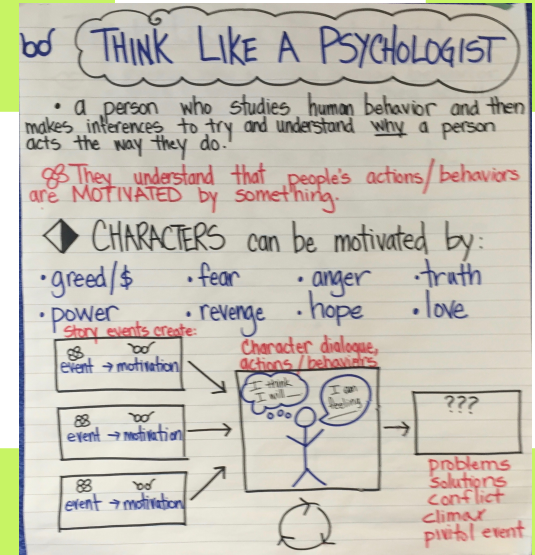 THINK LIKE A PSYCHOLOGIST
• a person who studies human behavior and then
makes inferences to try and understand why a person
acts the way they do.
They understand that people's actions/behaviors
are MOTIVATED by something.
CHARACTERS can be motivated by:
• greed/$ • fear • anger • truth
• power • revenge • hope • love
Story events create:
event → motivation
event → motivation
event → motivation
Character dialogue,
actions/behaviors
I think
I will
I am
feeling
???
problems
solutions
conflict
climax
pivitol event